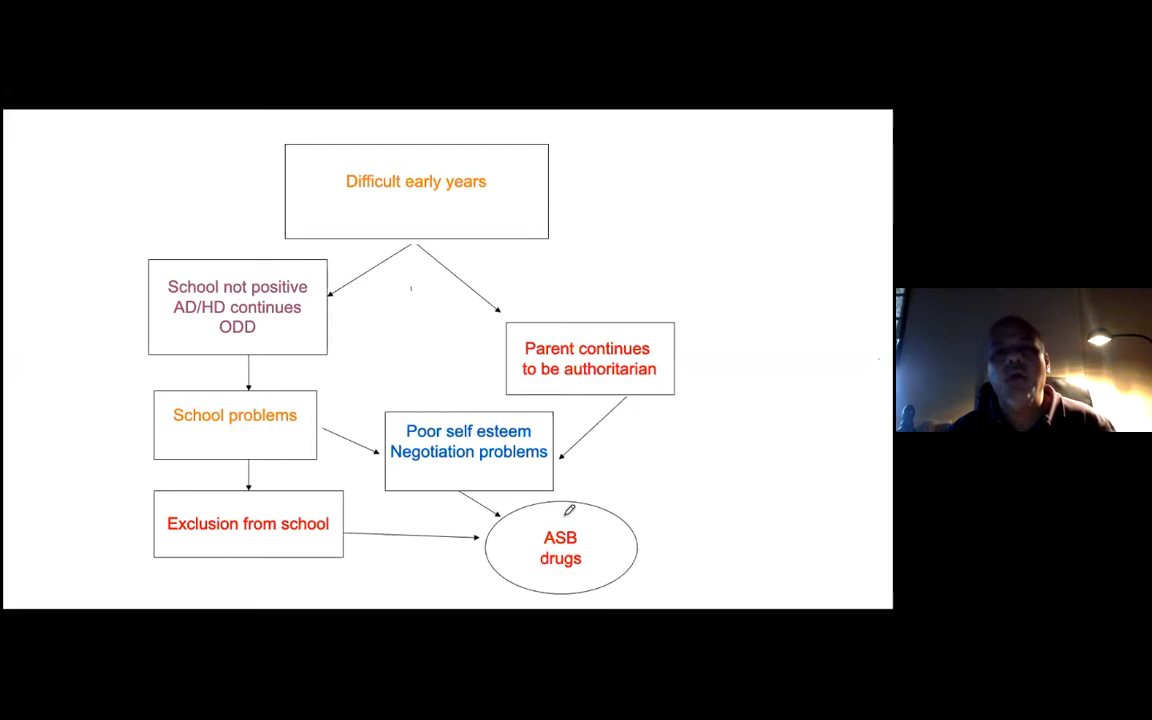 Difficult early years
School not positive
AD/HD continues
ODD
Parent continues
to be authoritarian
School problems
Poor self esteem
Negotiation problems
Exclusion from school
ASB
drugs